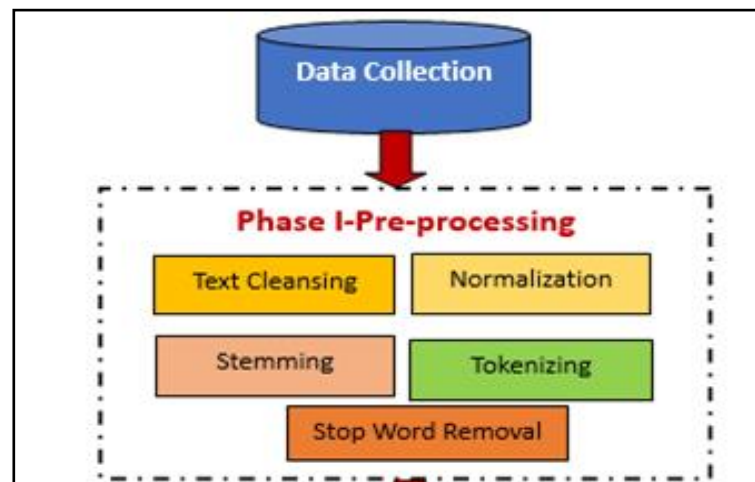 Data Collection
Phase I-Pre-processing
Text Cleansing
Normalization
Stemming
Tokenizing
Stop Word Removal